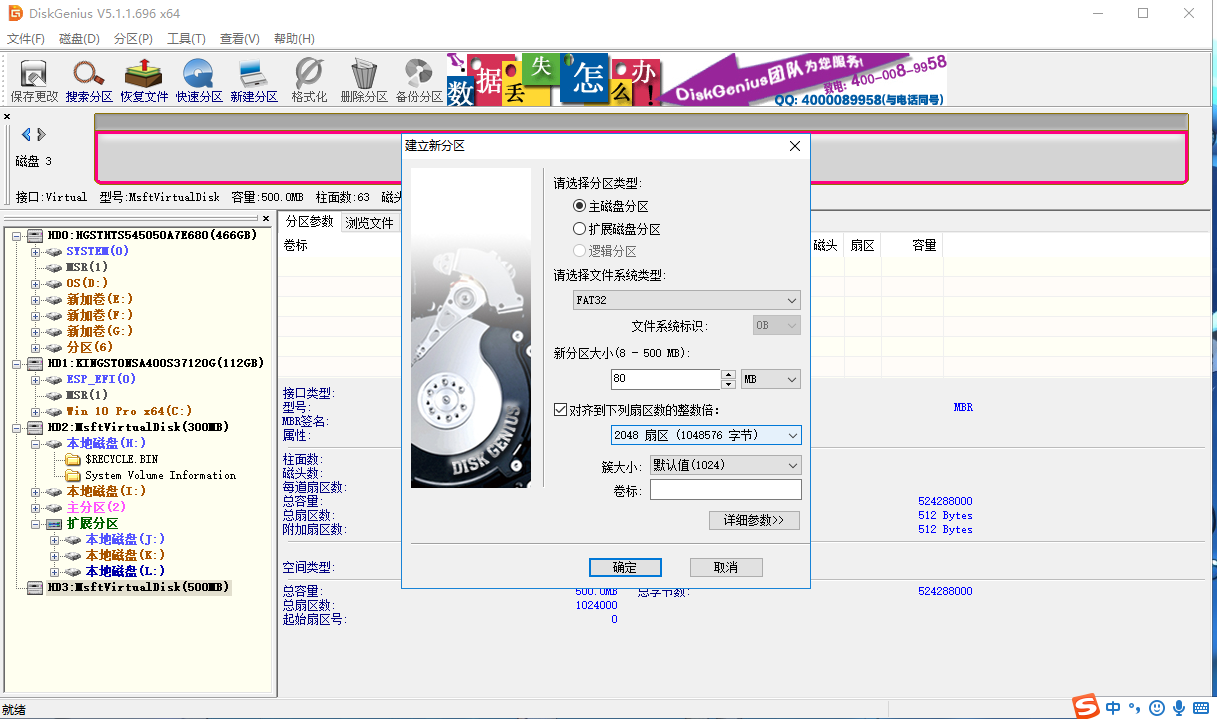 DiskGenius V5.1.1.696 x64
文件(F) 磁盘(D) 分区(P) 工具(T) 查看(V) 帮助(H)
保存更改 搜索分区 恢复文件 快速分区 新建分区 格式化 删除分区 备份分区
数据丢失怎么办!
DiskGenius团队为您服务!
致电: 400-008-9958
QQ: 4000089958(与电话同号)
磁盘 3
接口:Virtual 型号:MsftVirtualDisk 容量:500.0MB 柱面数:63 磁头
HD0:HGSTHTS545050A7E680(466GB)
SYSTEM(0)
MSR(1)
OS(D:)
新加卷(E:)
新加卷(F:)
新加卷(G:)
分区(6)
HD1:KINGSTONSA400S37120G(112GB)
ESP_EFI(0)
MSR(1)
Win 10 Pro x64(C:)
HD2:MsftVirtualDisk(300MB)
本地磁盘(H:)
$RECYCLE.BIN
System Volume Information
本地磁盘(I:)
主分区(2)
扩展分区
本地磁盘(J:)
本地磁盘(K:)
本地磁盘(L:)
HD3:MsftVirtualDisk(500MB)
分区参数 浏览文件
卷标 磁头 扇区 容量
接口类型:
型号:
MBR签名:
属性:
MBR
柱面数:
磁头数:
每道扇区数:
总容量: 524288000
总扇区数: 512 Bytes
附加扇区数: 512 Bytes
空间类型:
总容量: 500.0MB 总字节数: 524288000
总扇区数: 1024000
起始扇区号: 0
建立新分区
请选择分区类型:
主磁盘分区
扩展磁盘分区
逻辑分区
请选择文件系统类型:
FAT32
文件系统标识: 0B
新分区大小(8 - 500 MB):
80 MB
对齐到下列扇区数的整数倍:
2048 扇区 (1048576 字节)
簇大小: 默认值(1024)
卷标:
详细参数>>
确定 取消
DISK GENIUS
就绪
S 中